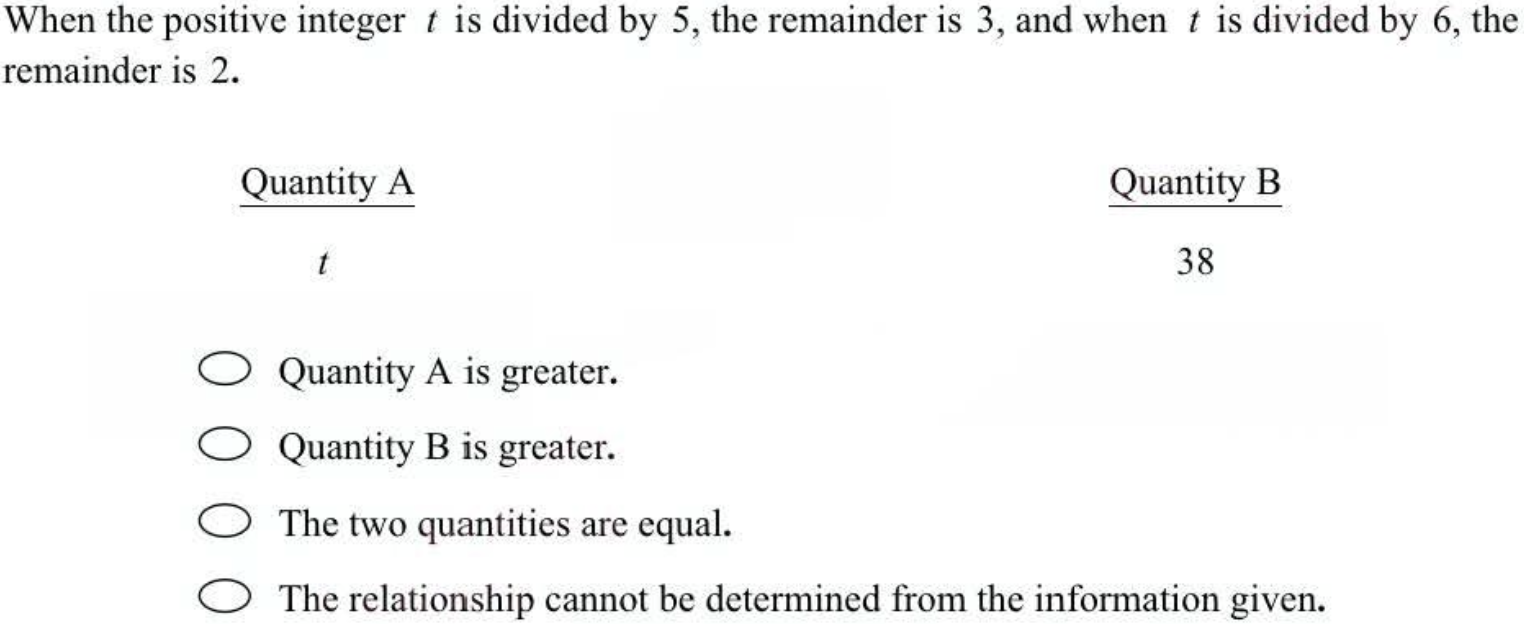 When the positive integer t is divided by 5, the remainder is 3, and when t is divided by 6, the
remainder is 2.
Quantity A
Quantity B
t
38
Quantity A is greater.
Quantity B is greater.
The two quantities are equal.
The relationship cannot be determined from the information given.